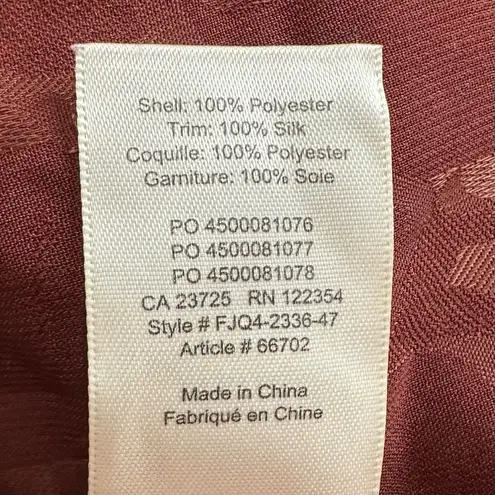 Shell: 100% Polyester
Trim: 100% Silk
Coquille: 100% Polyester
Garniture: 100% Soie
PO 4500081076
PO 4500081077
PO 4500081078
CA 23725 RN 122354
Style # FJQ4-2336-47
Article # 66702
Made in China
Fabriqué en Chine